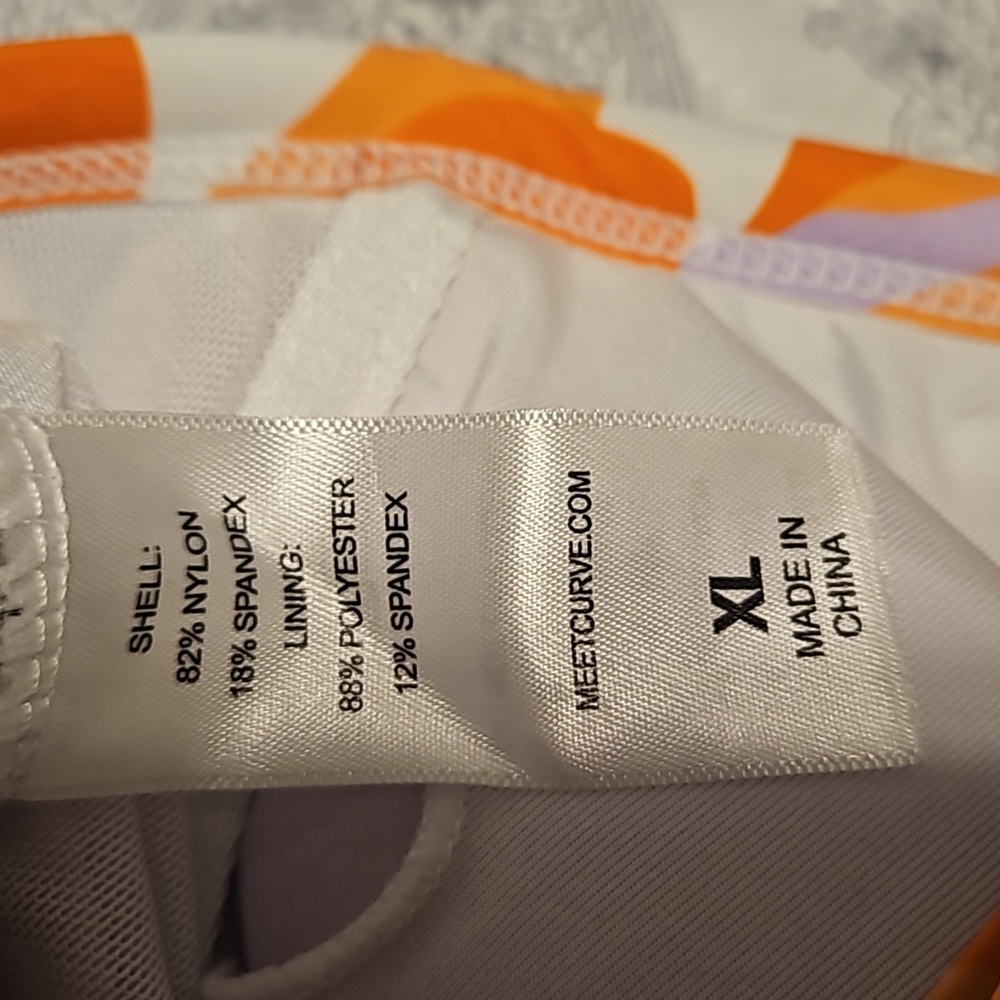 SHELL:
82% NYLON
18% SPANDEX
LINING:
88% POLYESTER
12% SPANDEX
MEETCURVE.COM
XL
MADE IN
CHINA